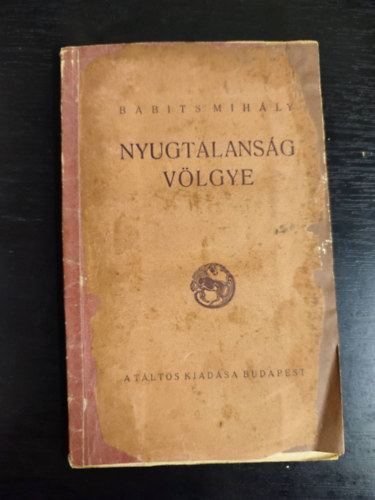 BABITS MIHÁLY
NYUGTALANSÁG
VÖLGYE
A TÁLTOS KIADÁSA BUDAPEST